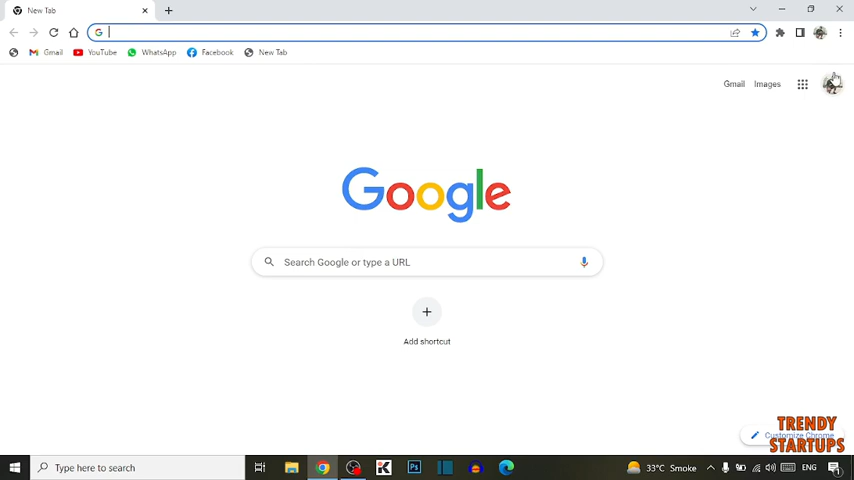 New Tab
Gmail
YouTube
WhatsApp
Facebook
New Tab
Gmail
Images
Google
Search Google or type a URL
Add shortcut
Customize Chrome
TRENDY
STARTUPS
Type here to search
Ps
33°C Smoke
ENG